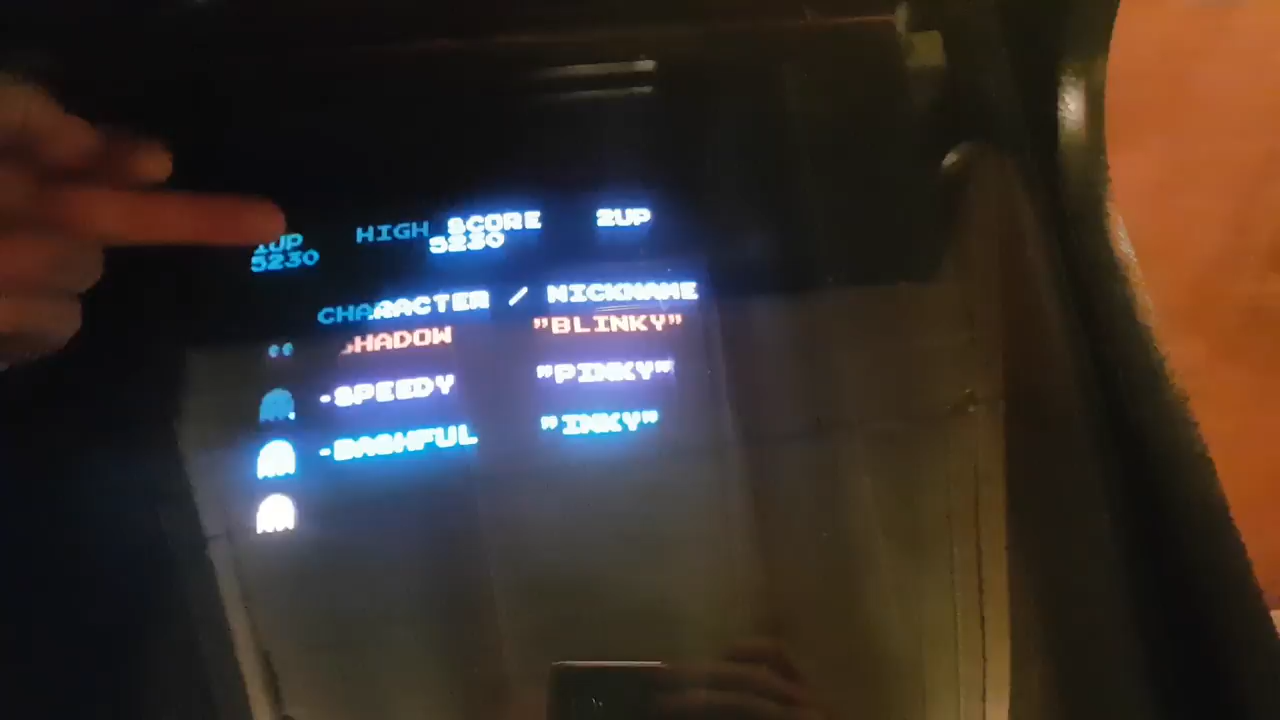 1UP HIGH SCORE 2UP
5230 5230
CHARACTER / NICKNAME
SHADOW "BLINKY"
-SPEEDY "PINKY"
-BASHFUL "INKY"